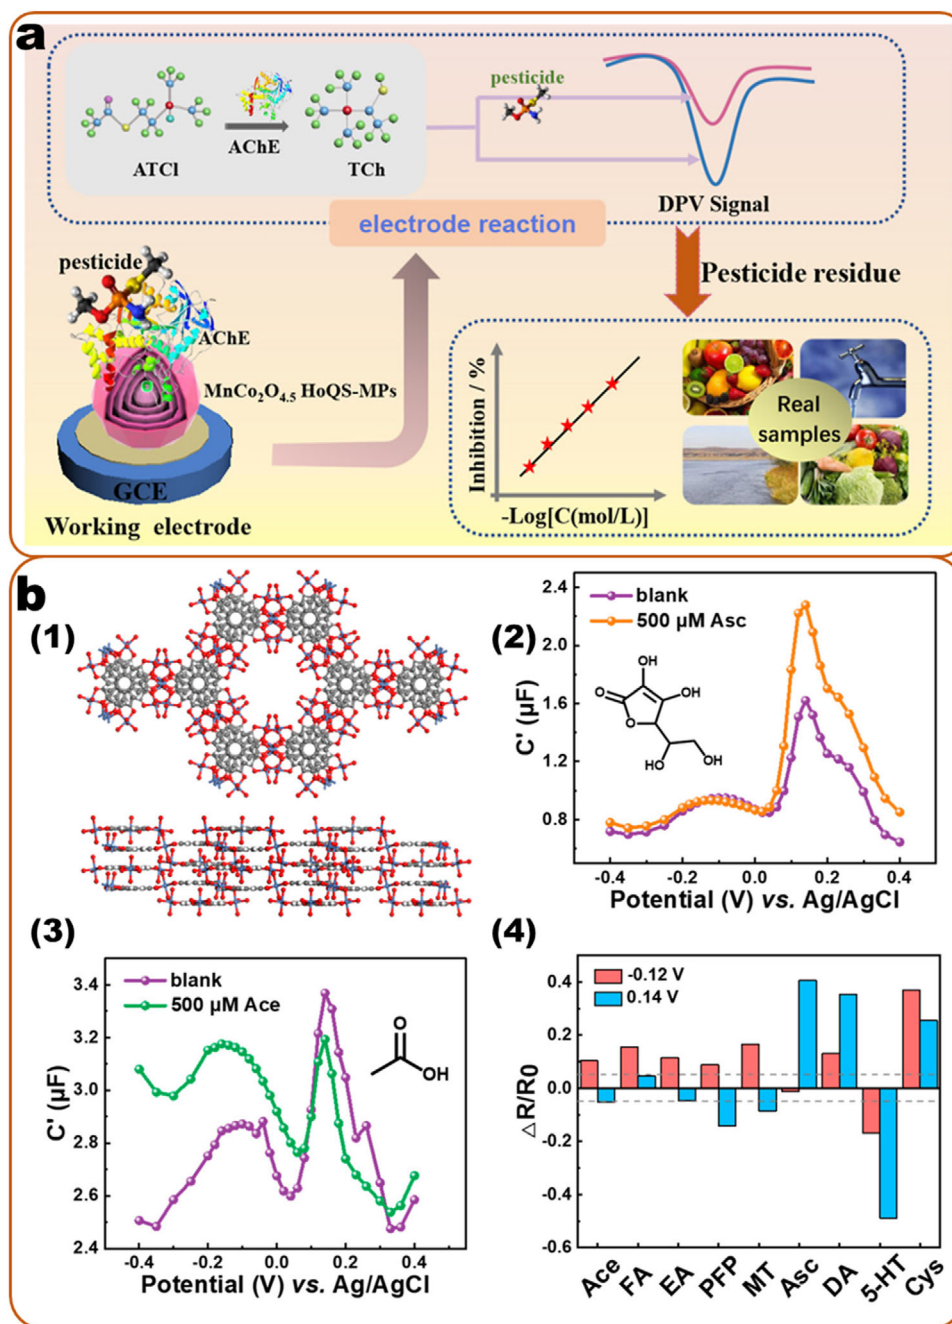 a
pesticide
AChE
ATCl
TCh
DPV Signal
electrode reaction
pesticide
AChE
MnCo₂O₄.₅ HoQS-MPs
GCE
Working electrode
Pesticide residue
Inhibition / %
-Log[C(mol/L)]
Real
samples
b
(1)
(2)
blank
500 µM Asc
OH
O
OH
O
HO
OH
C' (µF)
2.4
2.0
1.6
1.2
0.8
-0.4 -0.2 0.0 0.2 0.4
Potential (V) vs. Ag/AgCl
(3)
blank
500 µM Ace
O
OH
C' (µF)
3.4
3.2
3.0
2.8
2.6
2.4
-0.4 -0.2 0.0 0.2 0.4
Potential (V) vs. Ag/AgCl
(4)
-0.12 V
0.14 V
△R/R0
0.4
0.2
0.0
-0.2
-0.4
-0.6
Ace FA EA PFP MT Asc DA 5-HT Cys